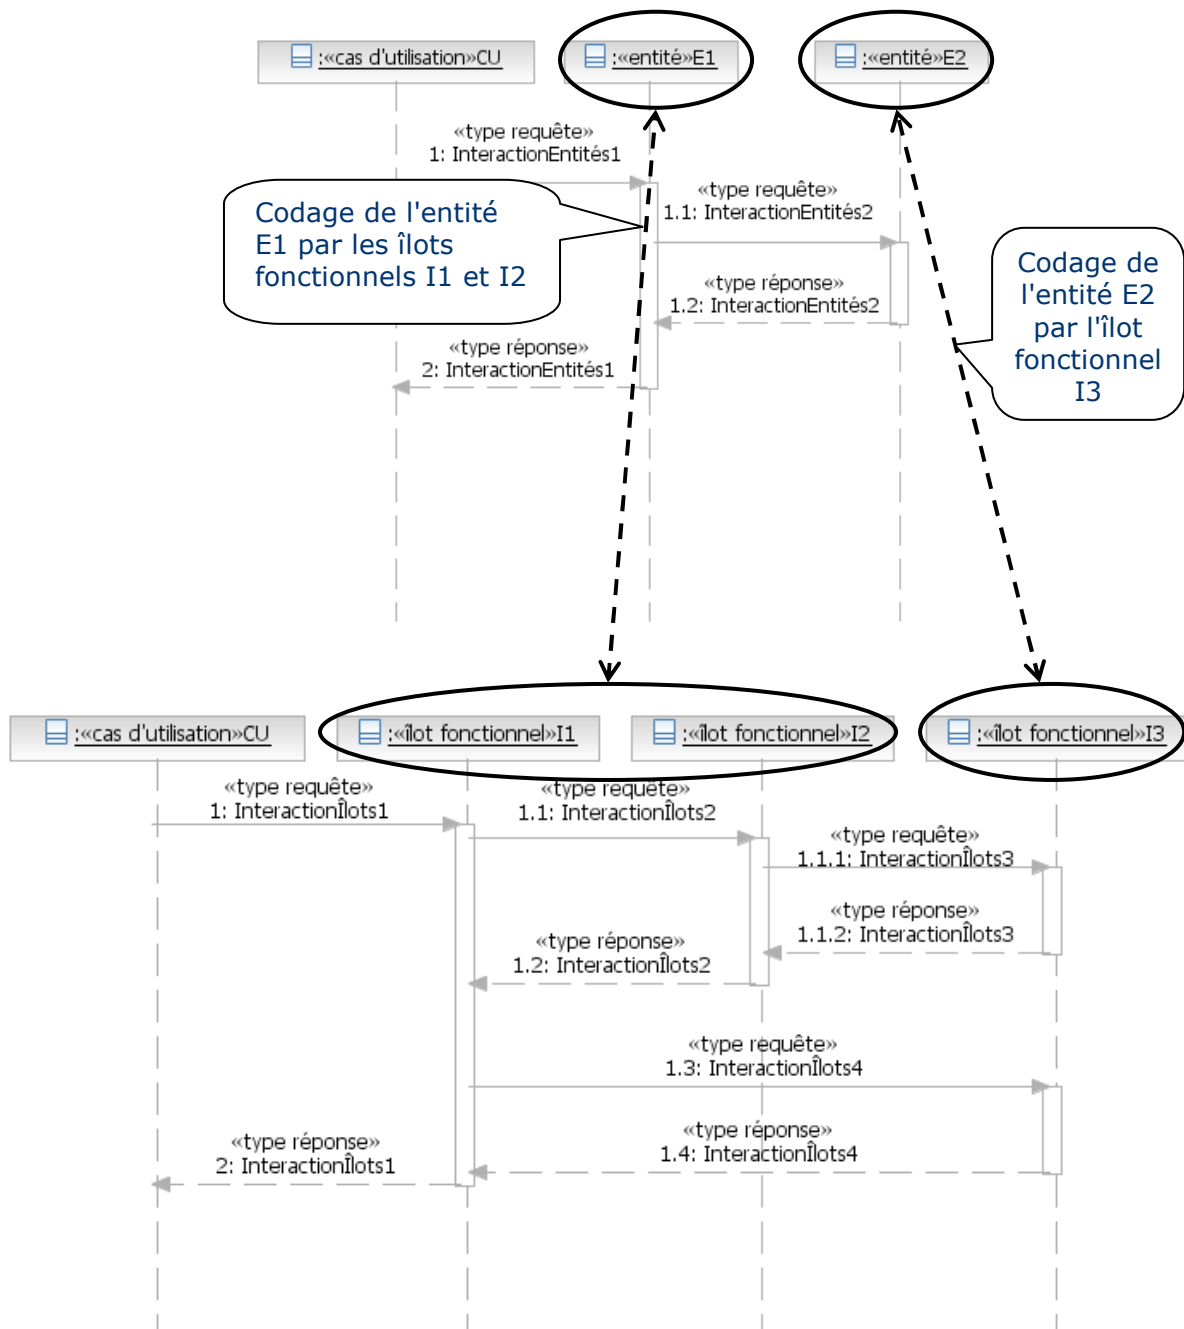 :«cas d'utilisation»CU
:«entité»E1
:«entité»E2
«type requête»
1: InteractionEntités1
«type requête»
1.1: InteractionEntités2
Codage de l'entité
E1 par les îlots
fonctionnels I1 et I2
«type réponse»
1.2: InteractionEntités2
Codage de
l'entité E2
par l'îlot
fonctionnel
I3
«type réponse»
2: InteractionEntités1
:«cas d'utilisation»CU
:«îlot fonctionnel»I1
:«îlot fonctionnel»I2
:«îlot fonctionnel»I3
«type requête»
1: InteractionÎlots1
«type requête»
1.1: InteractionÎlots2
«type requête»
1.1.1: InteractionÎlots3
«type réponse»
1.1.2: InteractionÎlots3
«type réponse»
1.2: InteractionÎlots2
«type requête»
1.3: InteractionÎlots4
«type réponse»
1.4: InteractionÎlots4
«type réponse»
2: InteractionÎlots1